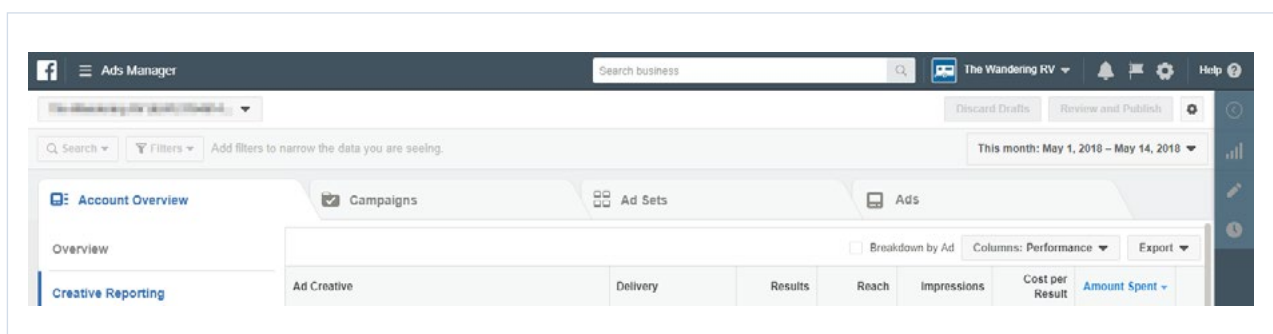 Ads Manager Search business The Wandering RV Help
Discard Drafts Review and Publish
Search Filters Add filters to narrow the data you are seeing. This month: May 1, 2018 – May 14, 2018
Account Overview Campaigns Ad Sets Ads
Overview Breakdown by Ad Columns: Performance Export
Creative Reporting Ad Creative Delivery Results Reach Impressions Cost per Result Amount Spent